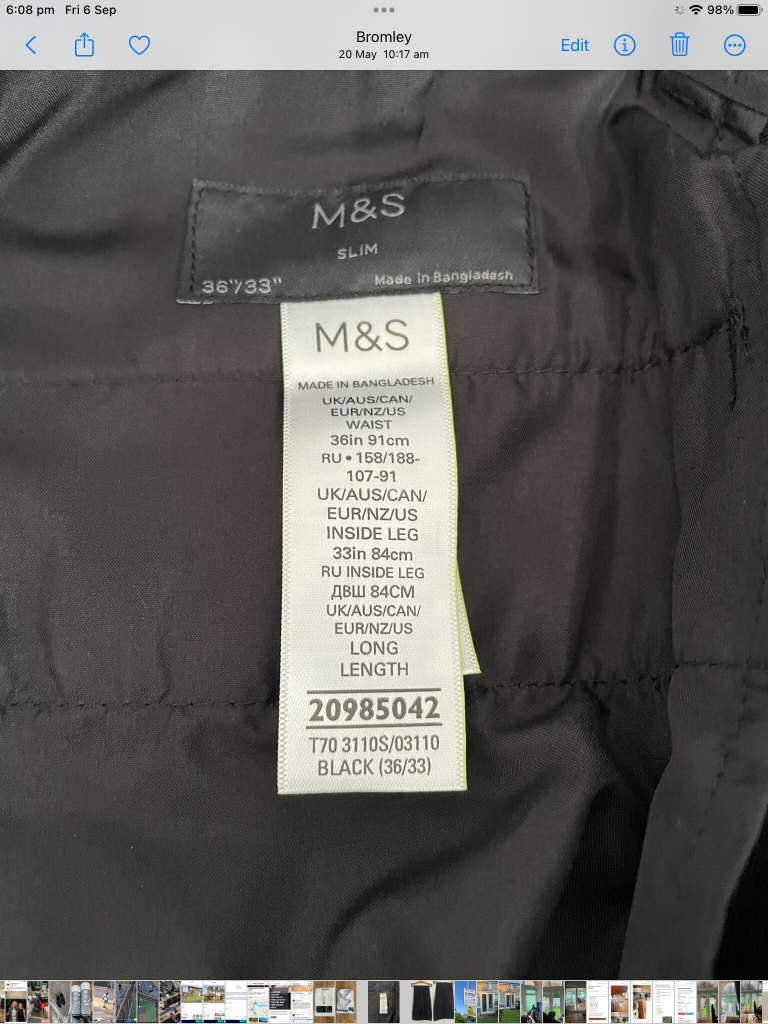 6:08 pm Fri 6 Sep
98%
Bromley
20 May 10:17 am
Edit
M&S
SLIM
36"/33"
Made in Bangladesh
M&S
MADE IN BANGLADESH
UK/AUS/CAN/
EUR/NZ/US
WAIST
36in 91cm
RU • 158/188-
107-91
UK/AUS/CAN/
EUR/NZ/US
INSIDE LEG
33in 84cm
RU INSIDE LEG
ДВШ 84СМ
UK/AUS/CAN/
EUR/NZ/US
LONG
LENGTH
20985042
T70 3110S/03110
BLACK (36/33)